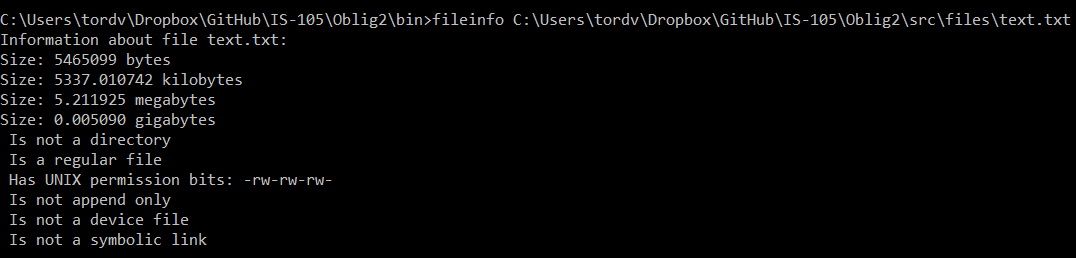 C:\Users\tordv\Dropbox\GitHub\IS-105\Oblig2\bin>fileinfo C:\Users\tordv\Dropbox\GitHub\IS-105\Oblig2\src\files\text.txt
Information about file text.txt:
Size: 5465099 bytes
Size: 5337.010742 kilobytes
Size: 5.211925 megabytes
Size: 0.005090 gigabytes
 Is not a directory
 Is a regular file
 Has UNIX permission bits: -rw-rw-rw-
 Is not append only
 Is not a device file
 Is not a symbolic link